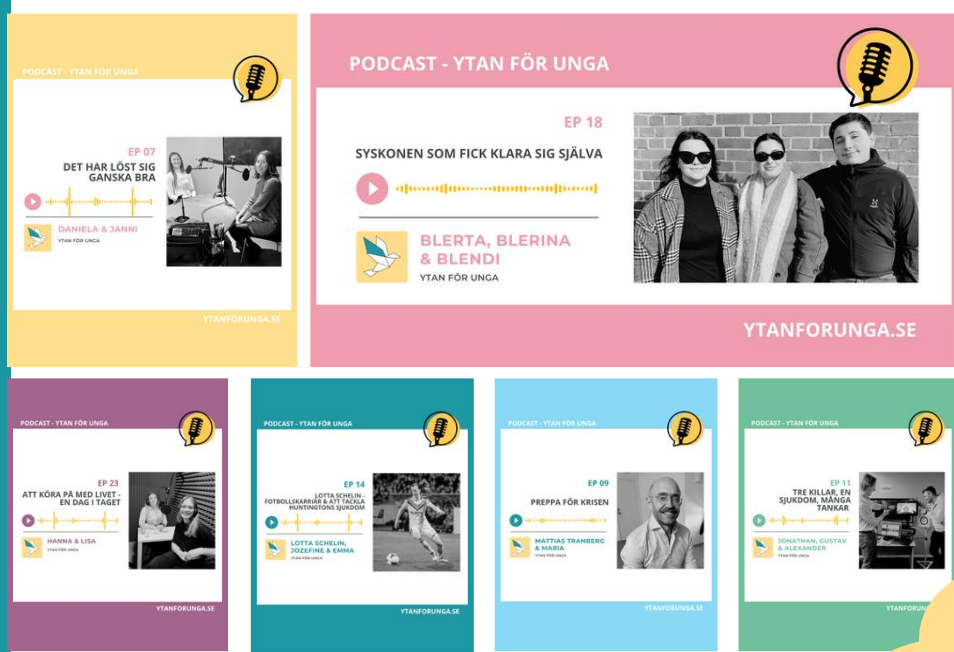 PODCAST - YTAN FÖR UNGA
EP 07
DET HAR LÖST SIG
GANSKA BRA
DANIELA & JANNI
YTAN FÖR UNGA
YTANFORUNGA.SE
PODCAST - YTAN FÖR UNGA
EP 18
SYSKONEN SOM FICK KLARA SIG SJÄLVA
BLERTA, BLERINA
& BLENDI
YTAN FÖR UNGA
YTANFORUNGA.SE
PODCAST - YTAN FÖR UNGA
EP 23
ATT KÖRA PÅ MED LIVET -
EN DAG I TAGET
HANNA & LISA
YTAN FÖR UNGA
YTANFORUNGA.SE
PODCAST - YTAN FÖR UNGA
EP 14
LOTTA SCHELIN -
FOTBOLLSKARRIÄR & ATT TACKLA
HUNTINGTONS SJUKDOM
LOTTA SCHELIN,
JOZEFINE & EMMA
YTAN FÖR UNGA
YTANFORUNGA.SE
PODCAST - YTAN FÖR UNGA
EP 09
PREPPA FÖR KRISEN
MATTIAS TRANBERG
& MARIA
YTAN FÖR UNGA
YTANFORUNGA.SE
PODCAST - YTAN FÖR UNGA
EP 11
TRE KILLAR, EN
SJUKDOM, MÅNGA
TANKAR
JONATHAN, GUSTAV
& ALEXANDER
YTAN FÖR UNGA
YTANFORUN